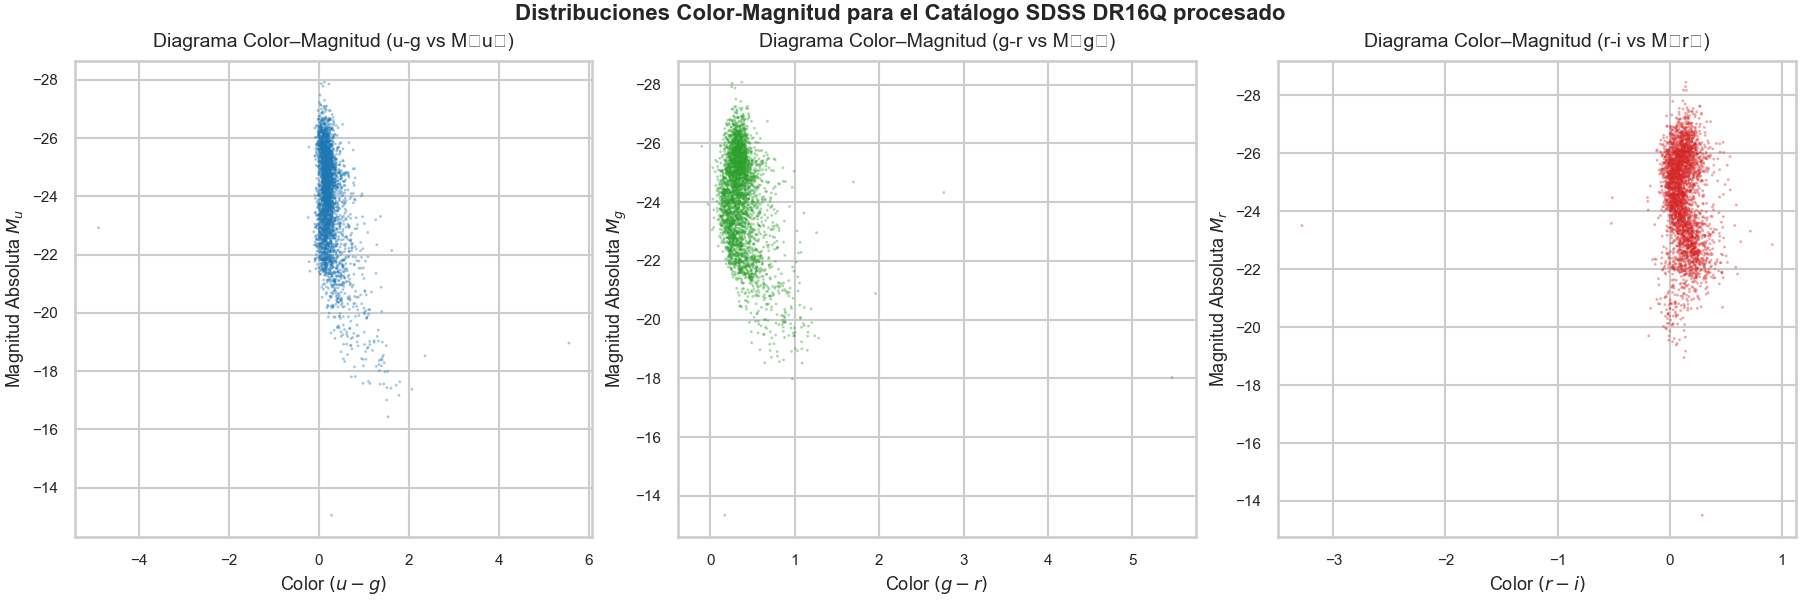 Distribuciones Color-Magnitud para el Catálogo SDSS DR16Q procesado
Diagrama Color–Magnitud (u-g vs M□u□)
−28
−26
−24
−22
−20
−18
−16
−14
Magnitud Absoluta M_u
−4 −2 0 2 4 6
Color (u − g)
Diagrama Color–Magnitud (g-r vs M□g□)
−28
−26
−24
−22
−20
−18
−16
−14
Magnitud Absoluta M_g
0 1 2 3 4 5
Color (g − r)
Diagrama Color–Magnitud (r-i vs M□r□)
−28
−26
−24
−22
−20
−18
−16
−14
Magnitud Absoluta M_r
−3 −2 −1 0 1
Color (r − i)